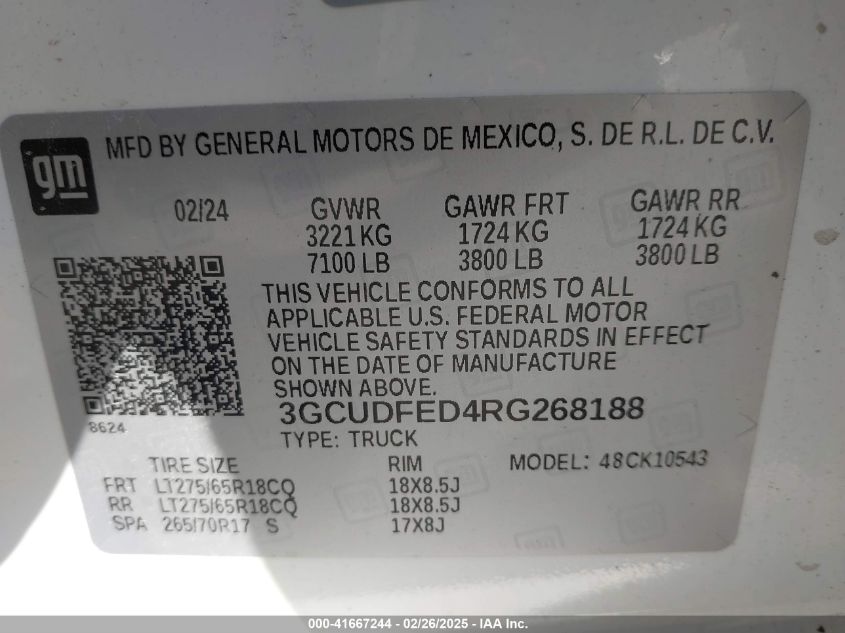 gm
MFD BY GENERAL MOTORS DE MEXICO, S. DE R.L. DE C.V.
02/24 GVWR GAWR FRT GAWR RR
3221 KG 1724 KG 1724 KG
7100 LB 3800 LB 3800 LB
THIS VEHICLE CONFORMS TO ALL
APPLICABLE U.S. FEDERAL MOTOR
VEHICLE SAFETY STANDARDS IN EFFECT
ON THE DATE OF MANUFACTURE
SHOWN ABOVE.
3GCUDFED4RG268188
8624
TYPE: TRUCK
TIRE SIZE RIM MODEL: 48CK10543
FRT LT275/65R18CQ 18X8.5J
RR LT275/65R18CQ 18X8.5J
SPA 265/70R17 S 17X8J
000-41667244 - 02/26/2025 - IAA Inc.